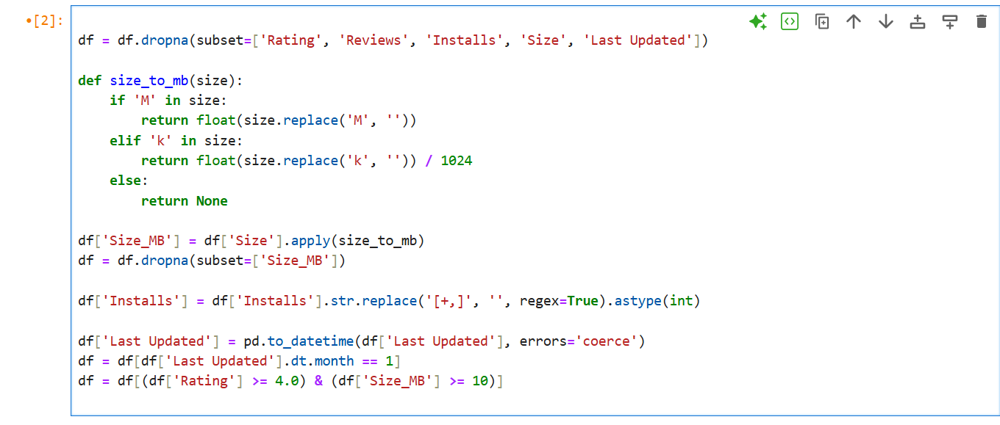 •[2]:
df = df.dropna(subset=['Rating', 'Reviews', 'Installs', 'Size', 'Last Updated'])
def size_to_mb(size):
    if 'M' in size:
        return float(size.replace('M', ''))
    elif 'k' in size:
        return float(size.replace('k', '')) / 1024
    else:
        return None
df['Size_MB'] = df['Size'].apply(size_to_mb)
df = df.dropna(subset=['Size_MB'])
df['Installs'] = df['Installs'].str.replace('[+,]', '', regex=True).astype(int)
df['Last Updated'] = pd.to_datetime(df['Last Updated'], errors='coerce')
df = df[df['Last Updated'].dt.month == 1]
df = df[(df['Rating'] >= 4.0) & (df['Size_MB'] >= 10)]